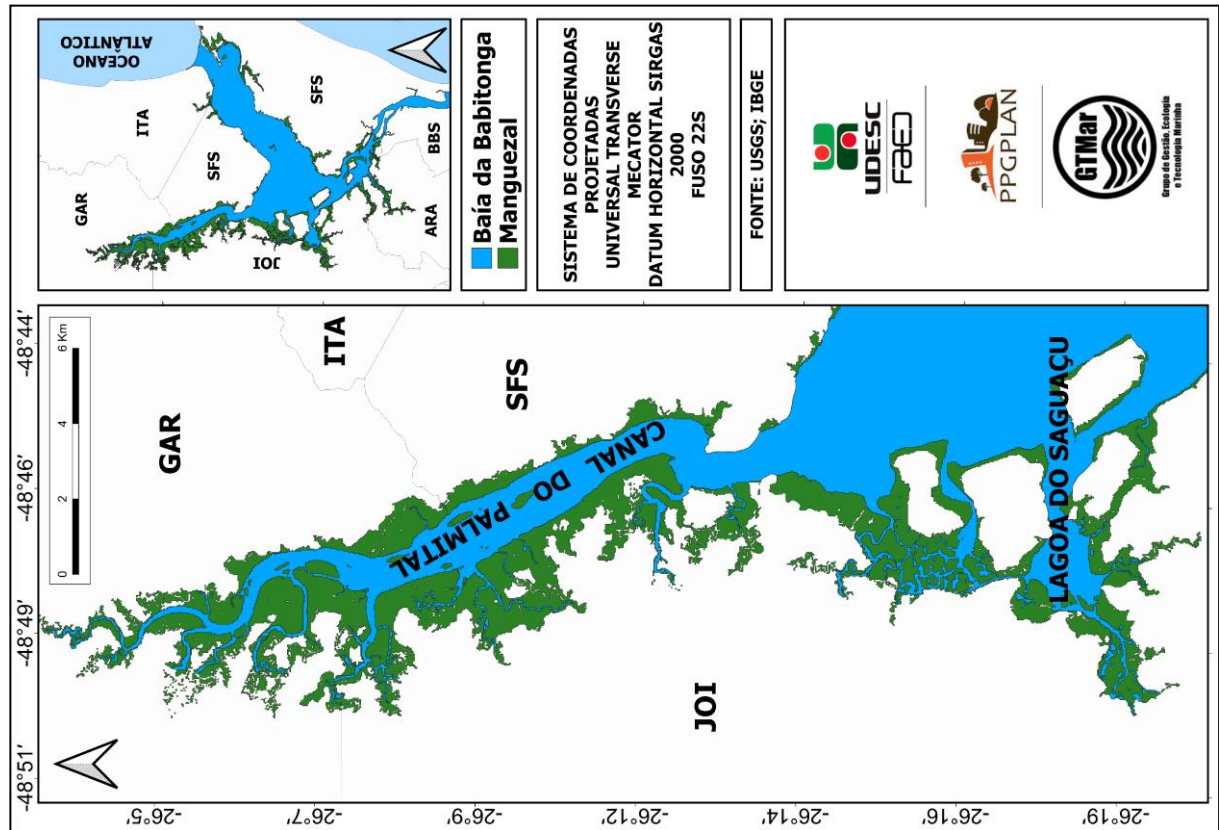 -48°51'
-48°49'
-48°46'
-48°44'
-26°5'
-26°7'
-26°9'
-26°12'
-26°14'
-26°16'
-26°19'
0 2 4 6 Km
GAR
ITA
SFS
JOI
CANAL DO PALMITAL
LAGOA DO SAGUAÇU
OCEANO
ATLÂNTICO
GAR
ITA
SFS
SFS
JOI
ARA
BBS
Baía da Babitonga
Manguezal
SISTEMA DE COORDENADAS
PROJETADAS
UNIVERSAL TRANSVERSE
MECATOR
DATUM HORIZONTAL SIRGAS
2000
FUSO 22S
FONTE: USGS; IBGE
UDESC
FAED
PPGPLAN
GTMar
Grupo de Gestão, Ecologia
e Tecnologia Marinha